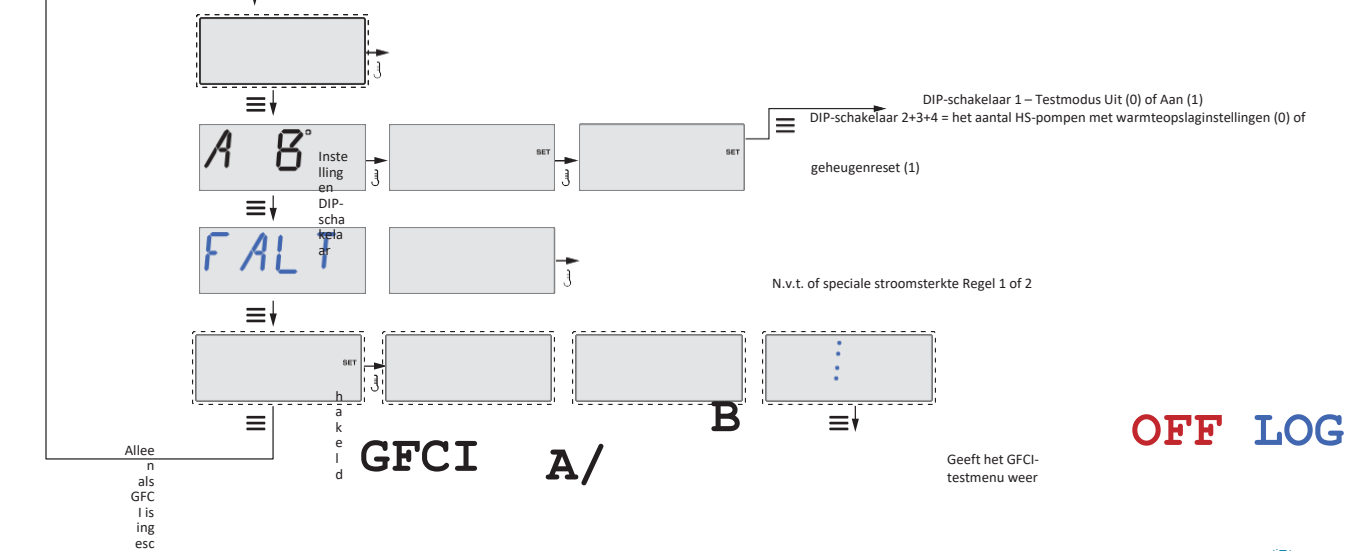 DIP-schakelaar 1 – Testmodus Uit (0) of Aan (1)
DIP-schakelaar 2+3+4 = het aantal HS-pompen met warmteopslaginstellingen (0) of
geheugenreset (1)
A B°
Inste
lling
en
DIP-
scha
kela
ar
SET
SET
FALT
N.v.t. of speciale stroomsterkte Regel 1 of 2
SET
h
a
k
e
l
d
GFCI
A/
B
OFF LOG
Geeft het GFCI-
testmenu weer
Allee
n
als
GFC
I is
ing
esc